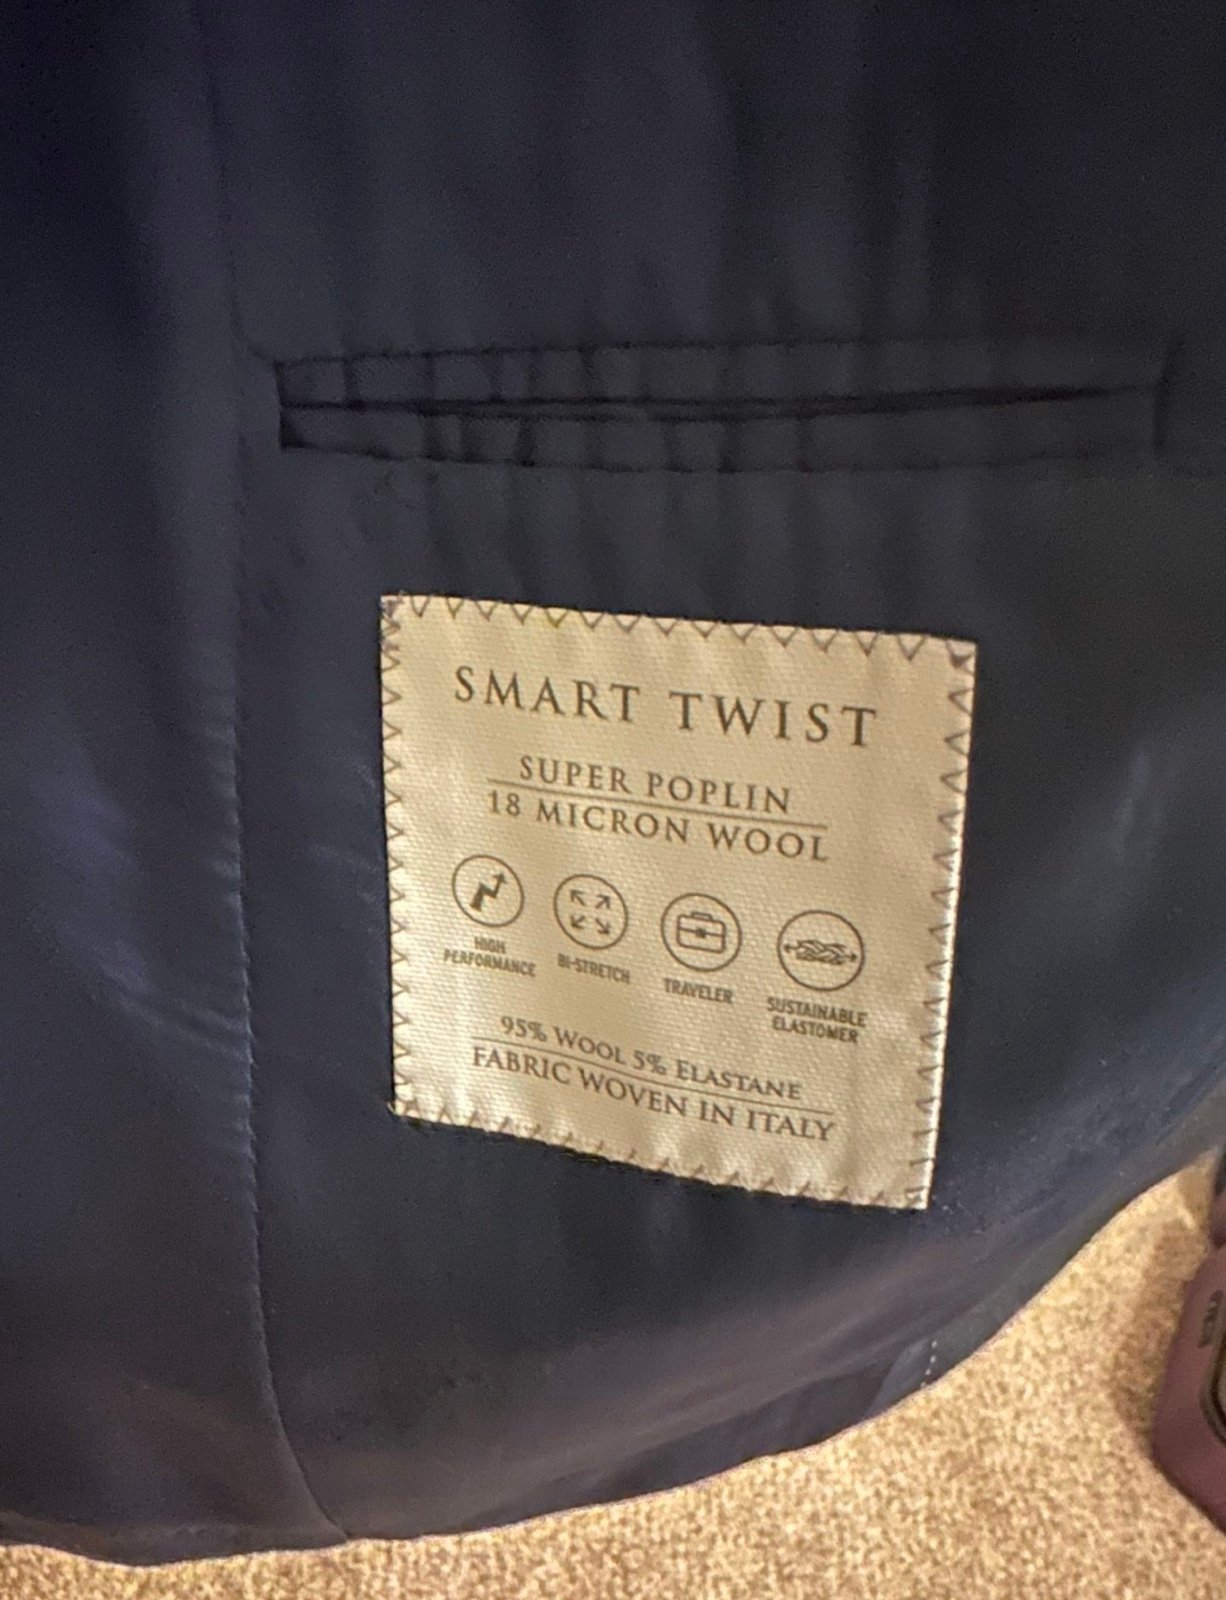 SMART TWIST
SUPER POPLIN
18 MICRON WOOL
HIGH
PERFORMANCE
BI-STRETCH
TRAVELER
SUSTAINABLE
ELASTOMER
95% WOOL 5% ELASTANE
FABRIC WOVEN IN ITALY